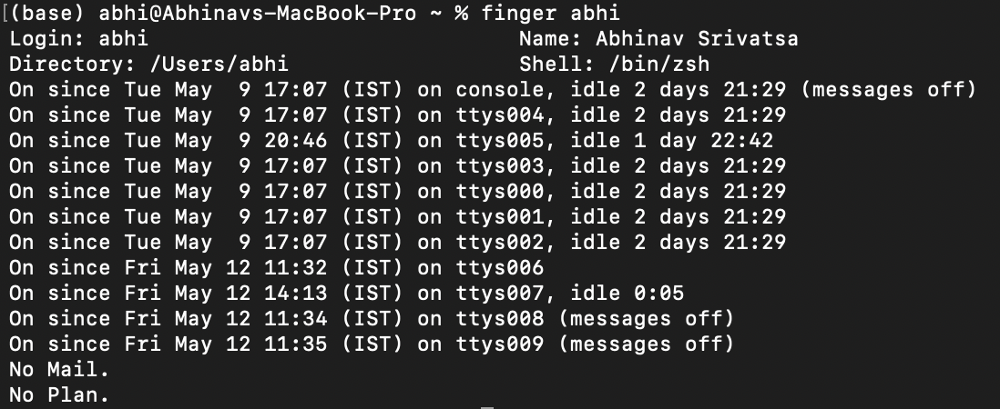 [(base) abhi@Abhinavs-MacBook-Pro ~ % finger abhi
Login: abhi                             Name: Abhinav Srivatsa
Directory: /Users/abhi                  Shell: /bin/zsh
On since Tue May  9 17:07 (IST) on console, idle 2 days 21:29 (messages off)
On since Tue May  9 17:07 (IST) on ttys004, idle 2 days 21:29
On since Tue May  9 20:46 (IST) on ttys005, idle 1 day 22:42
On since Tue May  9 17:07 (IST) on ttys003, idle 2 days 21:29
On since Tue May  9 17:07 (IST) on ttys000, idle 2 days 21:29
On since Tue May  9 17:07 (IST) on ttys001, idle 2 days 21:29
On since Tue May  9 17:07 (IST) on ttys002, idle 2 days 21:29
On since Fri May 12 11:32 (IST) on ttys006
On since Fri May 12 14:13 (IST) on ttys007, idle 0:05
On since Fri May 12 11:34 (IST) on ttys008 (messages off)
On since Fri May 12 11:35 (IST) on ttys009 (messages off)
No Mail.
No Plan.